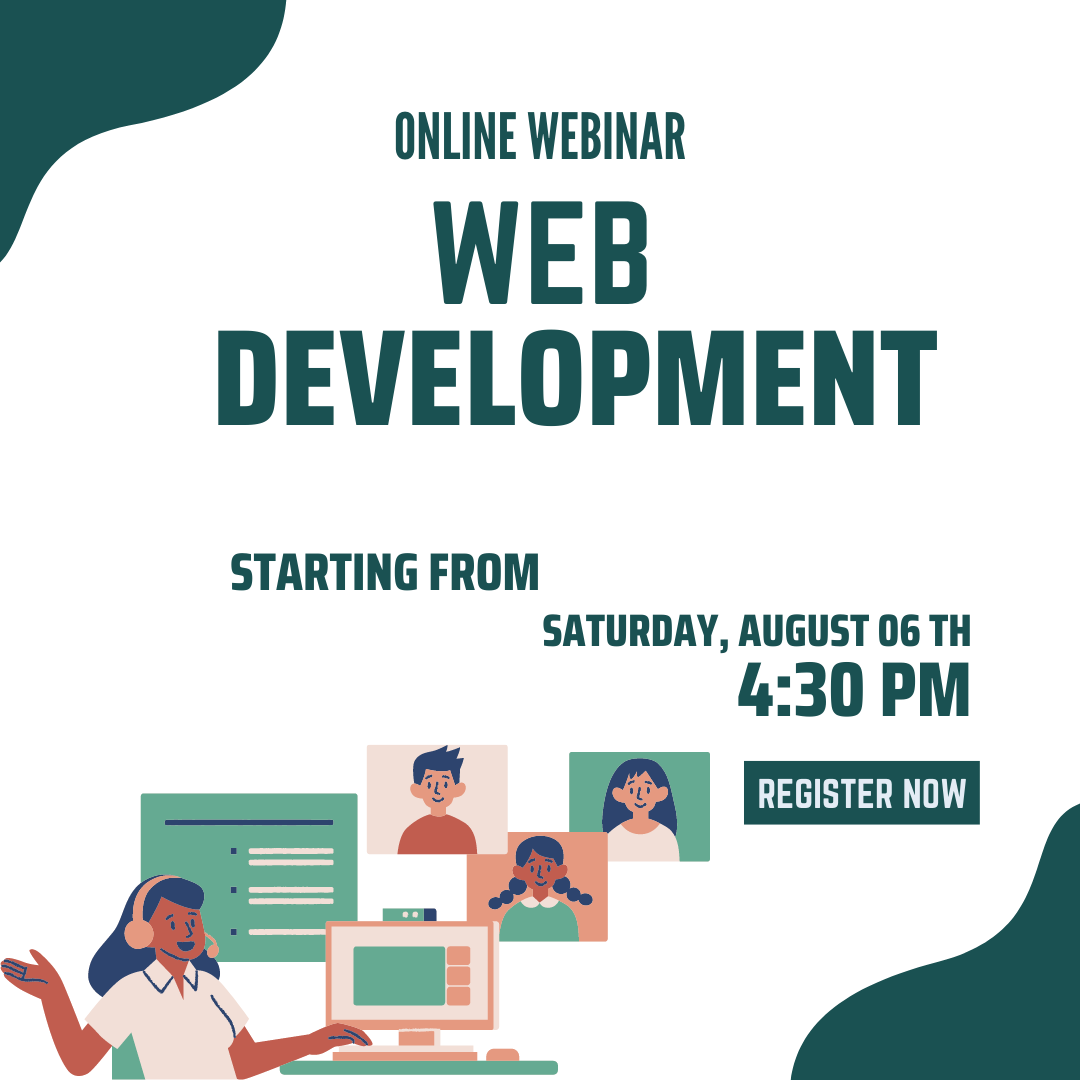 ONLINE WEBINAR
WEB
DEVELOPMENT
STARTING FROM
SATURDAY, AUGUST 06 TH
4:30 PM
REGISTER NOW